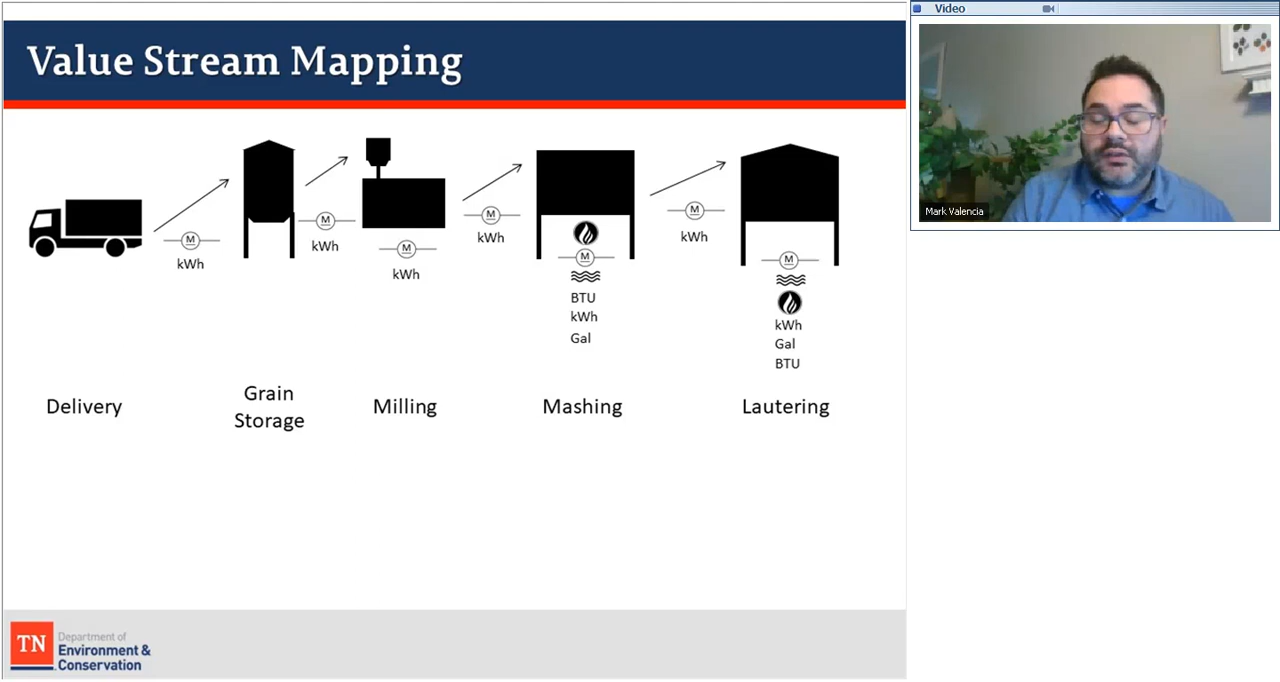 Value Stream Mapping
M
kWh
M
kWh
M
kWh
M
kWh
M
BTU
kWh
Gal
M
kWh
M
kWh
Gal
BTU
Delivery
Grain
Storage
Milling
Mashing
Lautering
TN
Department of
Environment &
Conservation
Video
Mark Valencia